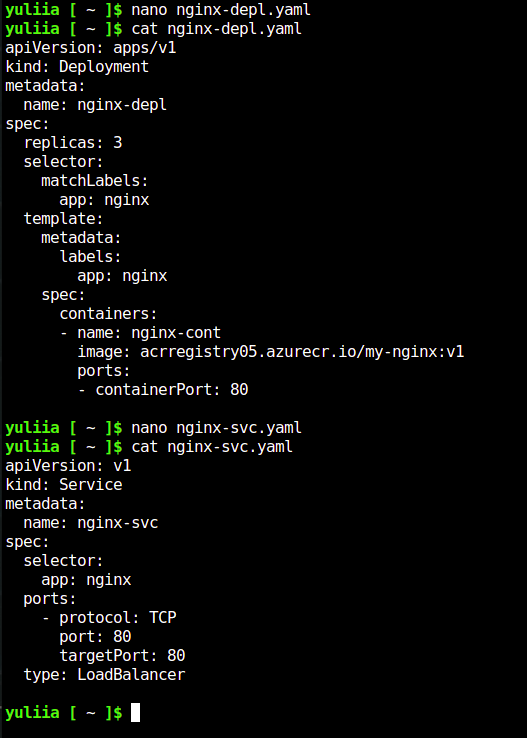 yuliia [ ~ ]$ nano nginx-depl.yaml
yuliia [ ~ ]$ cat nginx-depl.yaml
apiVersion: apps/v1
kind: Deployment
metadata:
  name: nginx-depl
spec:
  replicas: 3
  selector:
    matchLabels:
      app: nginx
  template:
    metadata:
      labels:
        app: nginx
    spec:
      containers:
      - name: nginx-cont
        image: acrregistry05.azurecr.io/my-nginx:v1
        ports:
        - containerPort: 80

yuliia [ ~ ]$ nano nginx-svc.yaml
yuliia [ ~ ]$ cat nginx-svc.yaml
apiVersion: v1
kind: Service
metadata:
  name: nginx-svc
spec:
  selector:
    app: nginx
  ports:
    - protocol: TCP
      port: 80
      targetPort: 80
  type: LoadBalancer

yuliia [ ~ ]$